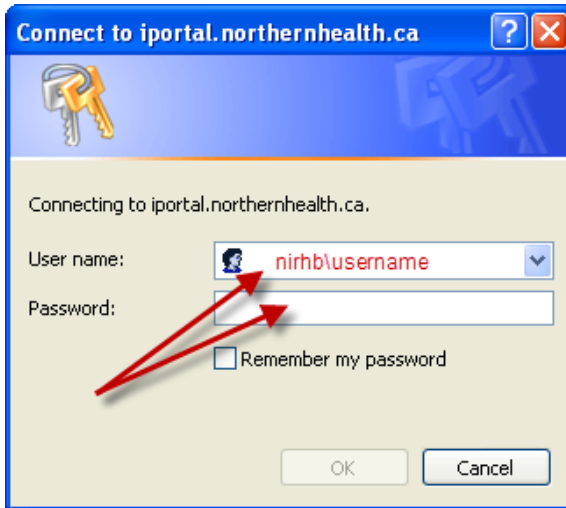 Connect to iportal.northernhealth.ca
Connecting to iportal.northernhealth.ca.
User name: nirhb\username
Password:
Remember my password
OK Cancel